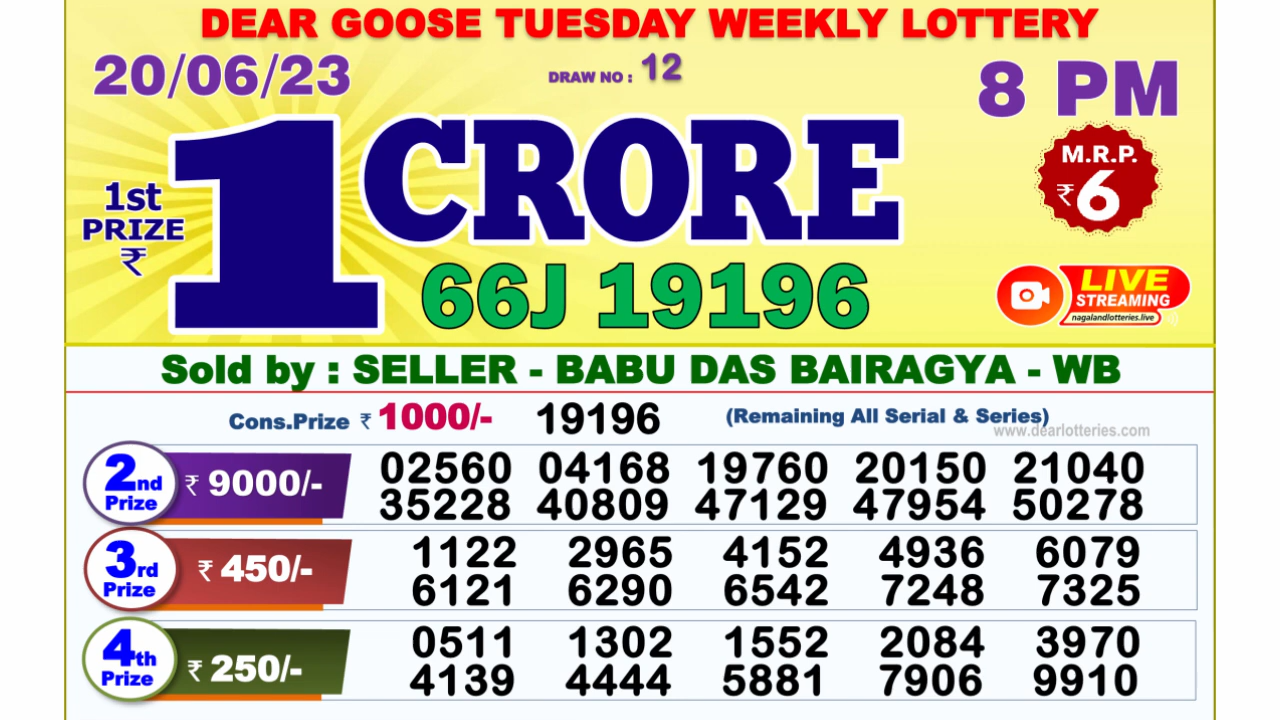 DEAR GOOSE TUESDAY WEEKLY LOTTERY
20/06/23
DRAW NO : 12
8 PM
1st
PRIZE
₹
1 CRORE
66J 19196
M.R.P.
₹ 6
LIVE
STREAMING
nagalandlotteries.live
Sold by : SELLER - BABU DAS BAIRAGYA - WB
Cons.Prize ₹ 1000/- 19196 (Remaining All Serial & Series)
www.dearlotteries.com
2nd
Prize
₹ 9000/-
02560 04168 19760 20150 21040
35228 40809 47129 47954 50278
3rd
Prize
₹ 450/-
1122 2965 4152 4936 6079
6121 6290 6542 7248 7325
4th
Prize
₹ 250/-
0511 1302 1552 2084 3970
4139 4444 5881 7906 9910